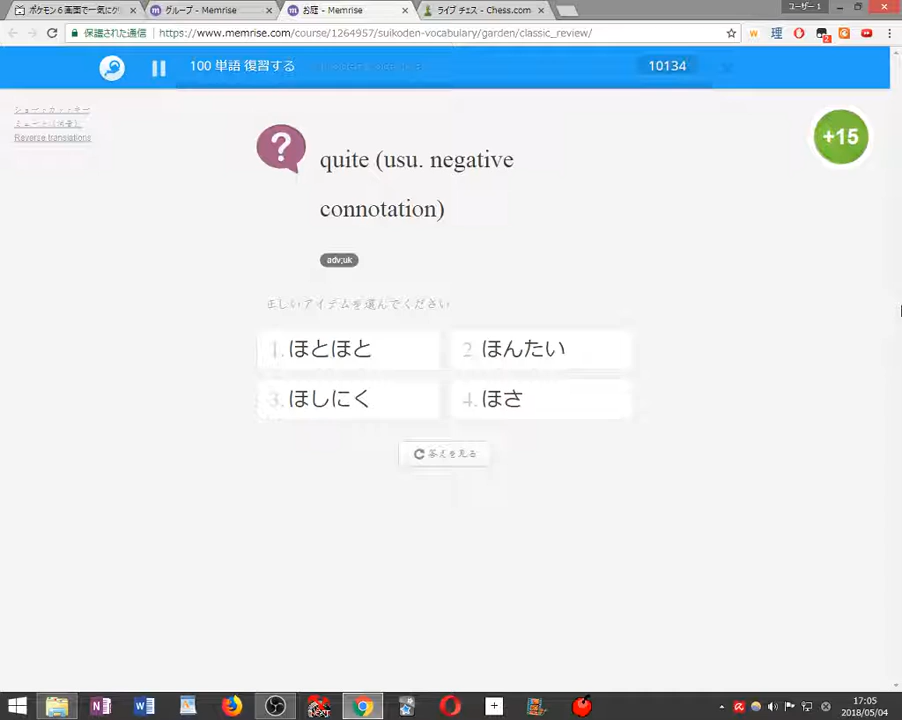 ポケモン６画面で一気にク
グループ - Memrise
お庭 - Memrise
ライブ チェス - Chess.com
ユーザー 1
保護された通信
https://www.memrise.com/course/1264957/suikoden-vocabulary/garden/classic_review/
100 単語 復習する
10134
Reverse translations
+15
quite (usu. negative
connotation)
adv;uk
正しいアイテムを選んでください
1. ほとほと
2. ほんたい
3. ほしにく
4. ほさ
答えを見る
17:05
2018/05/04